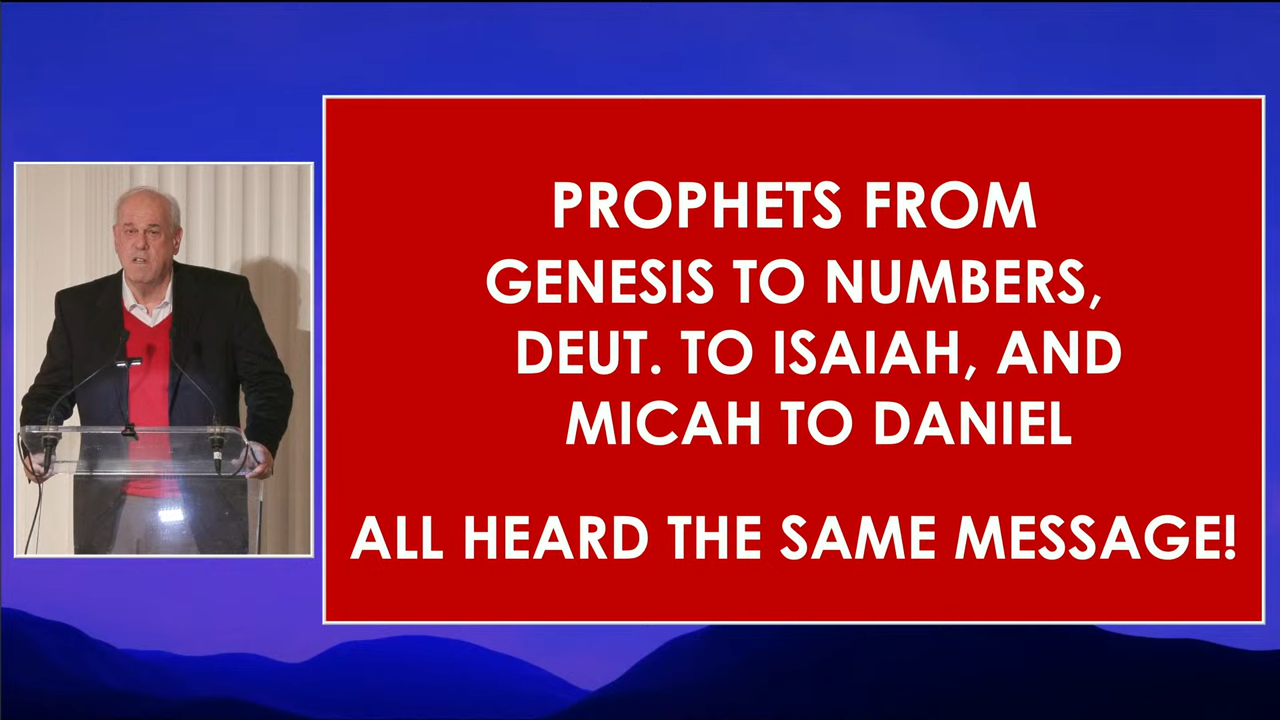 PROPHETS FROM
GENESIS TO NUMBERS,
DEUT. TO ISAIAH, AND
MICAH TO DANIEL
ALL HEARD THE SAME MESSAGE!